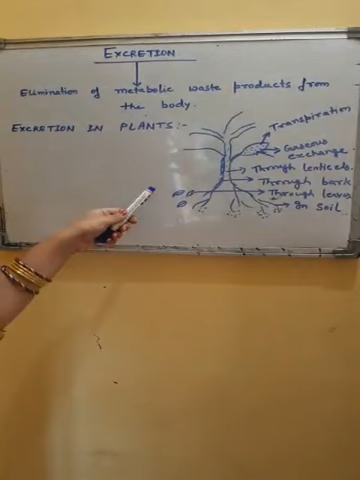 EXCRETION
Elimination of metabolic waste products from
the body.
EXCRETION IN PLANTS:-
Transpiration
Gaseous
exchange
Through lenticels.
Through bark
Through leaves
In soil